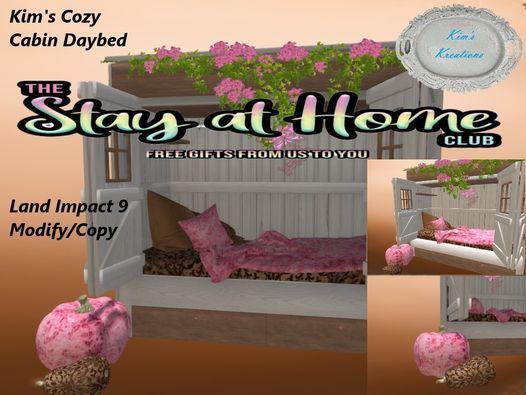 Kim's Cozy
Cabin Daybed
Kim's
Kreations
THE
Stay at Home
CLUB
FREE GIFTS FROM US TO YOU
Land Impact 9
Modify/Copy